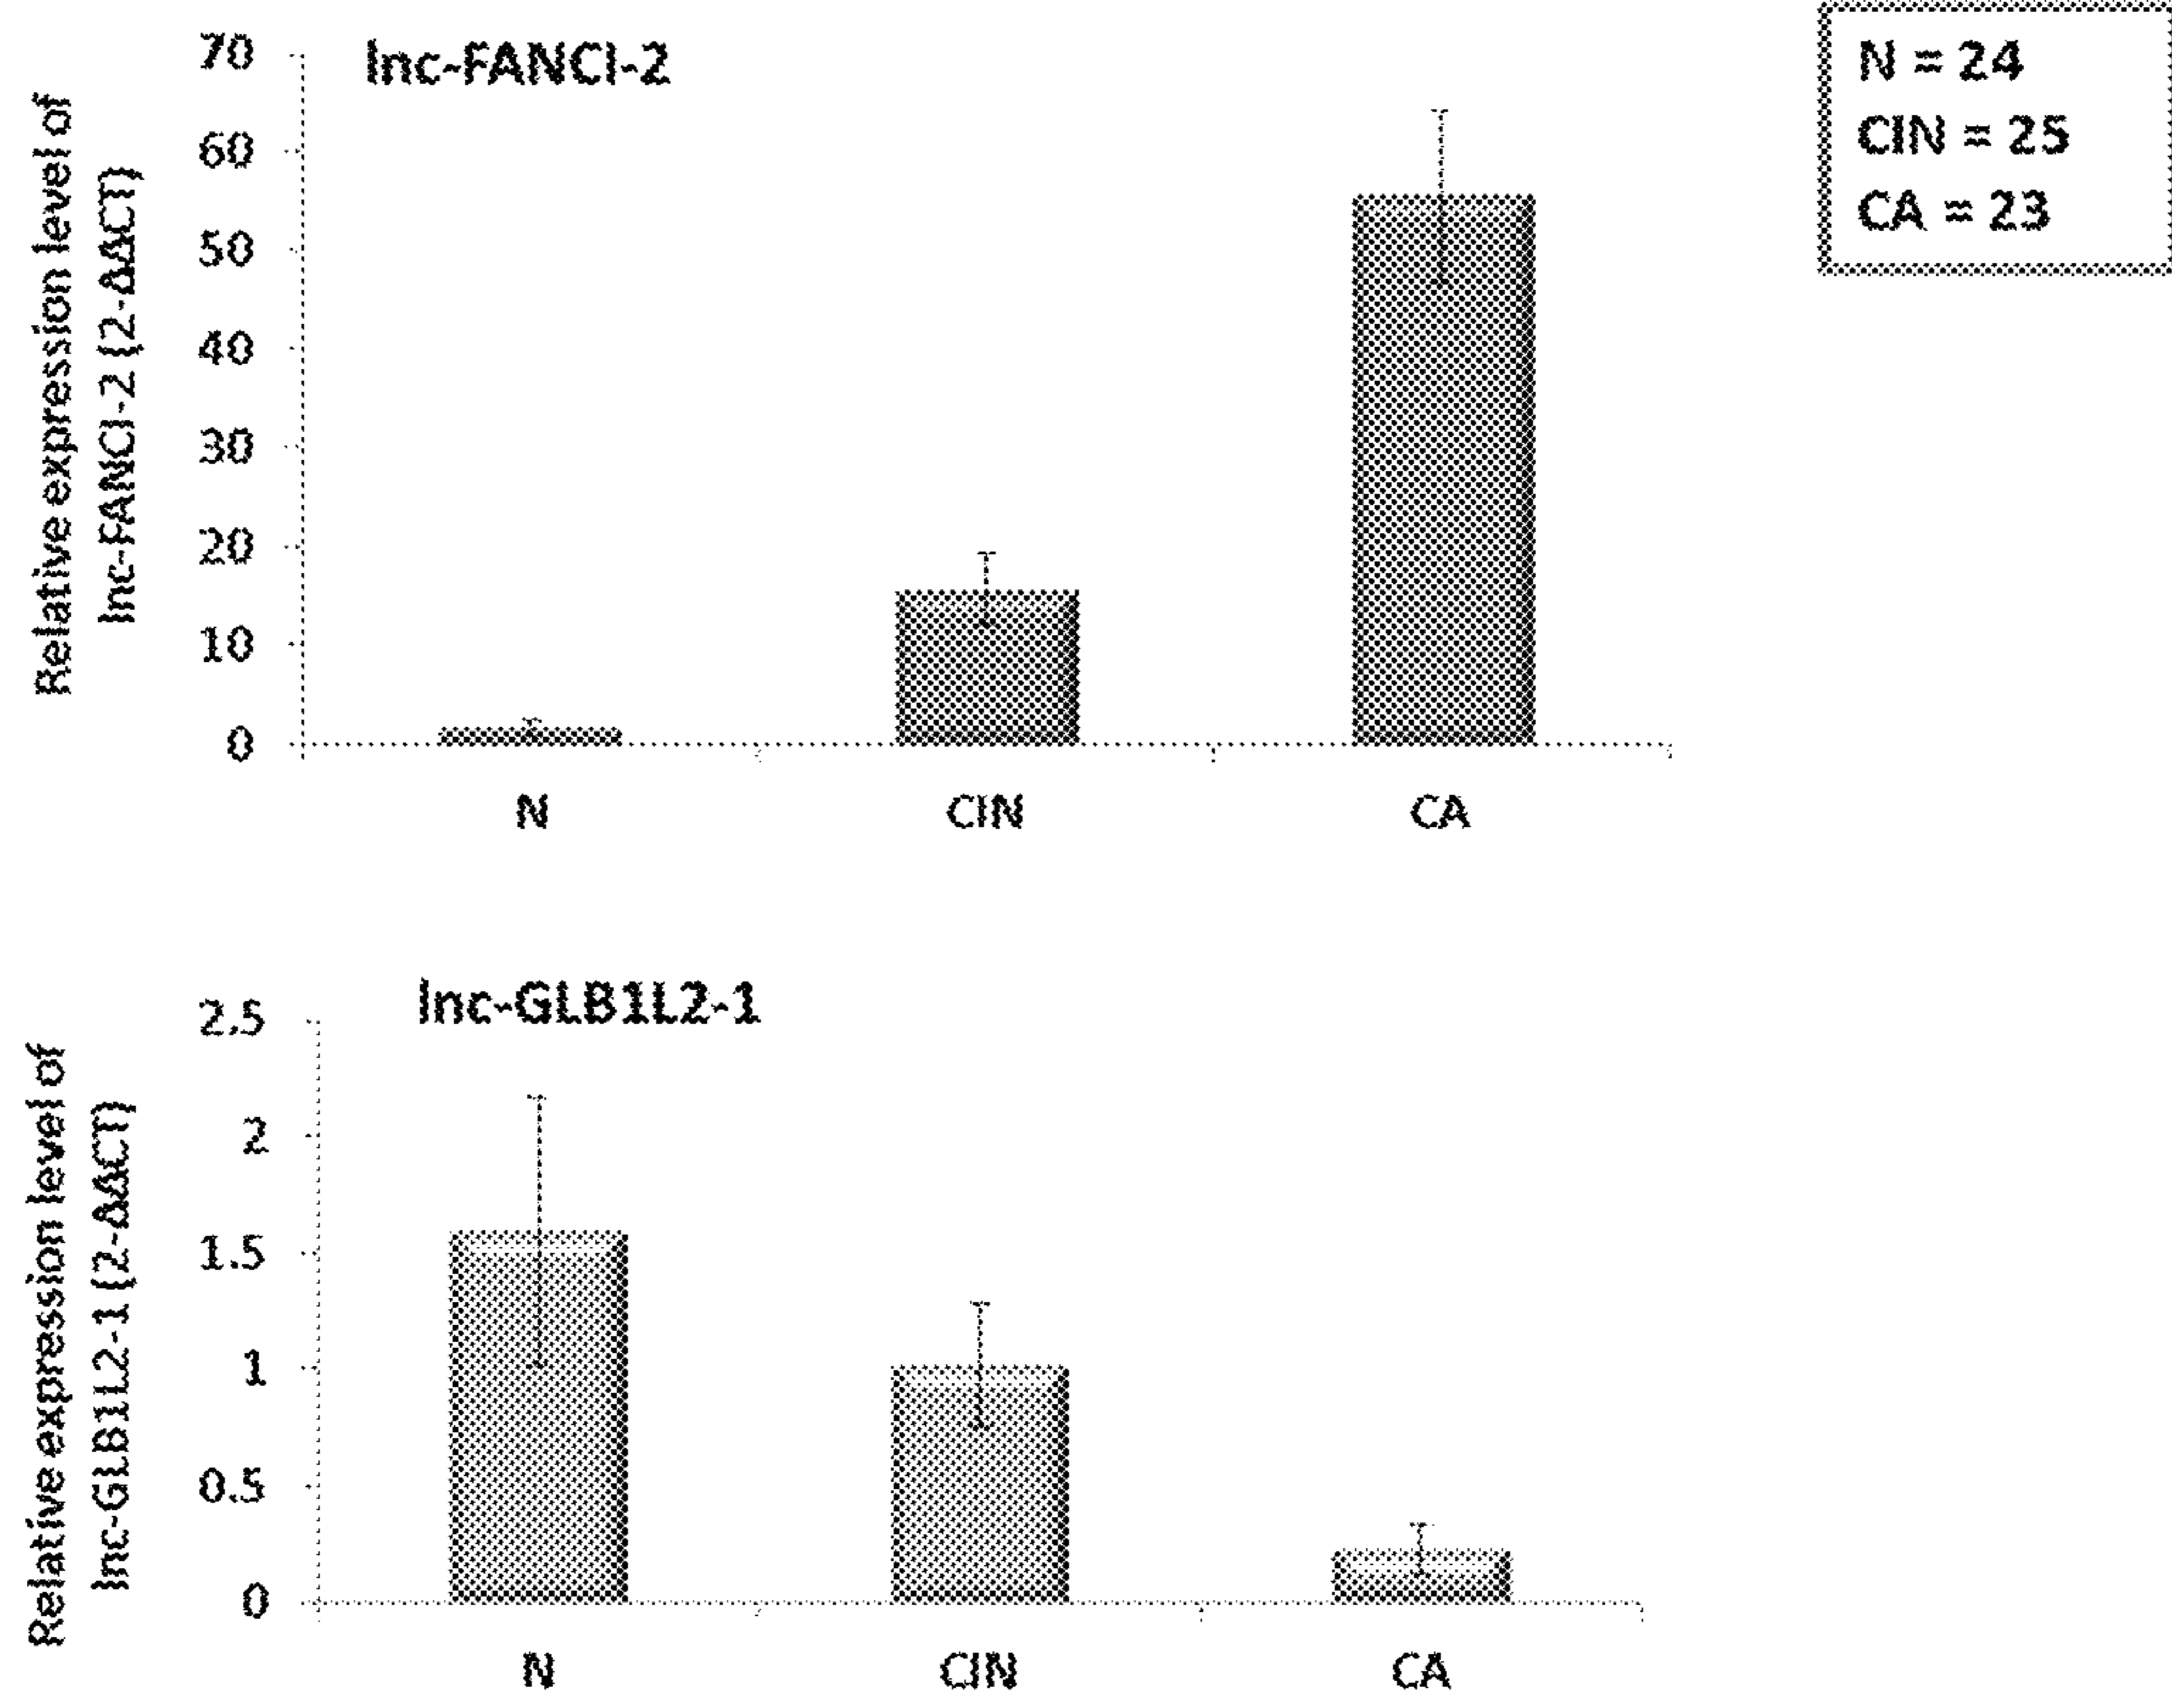 lnc-FANCI-2
N = 24
CIN = 25
CA = 23
Relative expression level of
lnc-FANCI-2 (2-ΔΔCT)
70
60
50
40
30
20
10
0
N CIN CA
lnc-GLB1L2-1
Relative expression level of
lnc-GLB1L2-1 (2-ΔΔCT)
2.5
2
1.5
1
0.5
0
N CIN CA